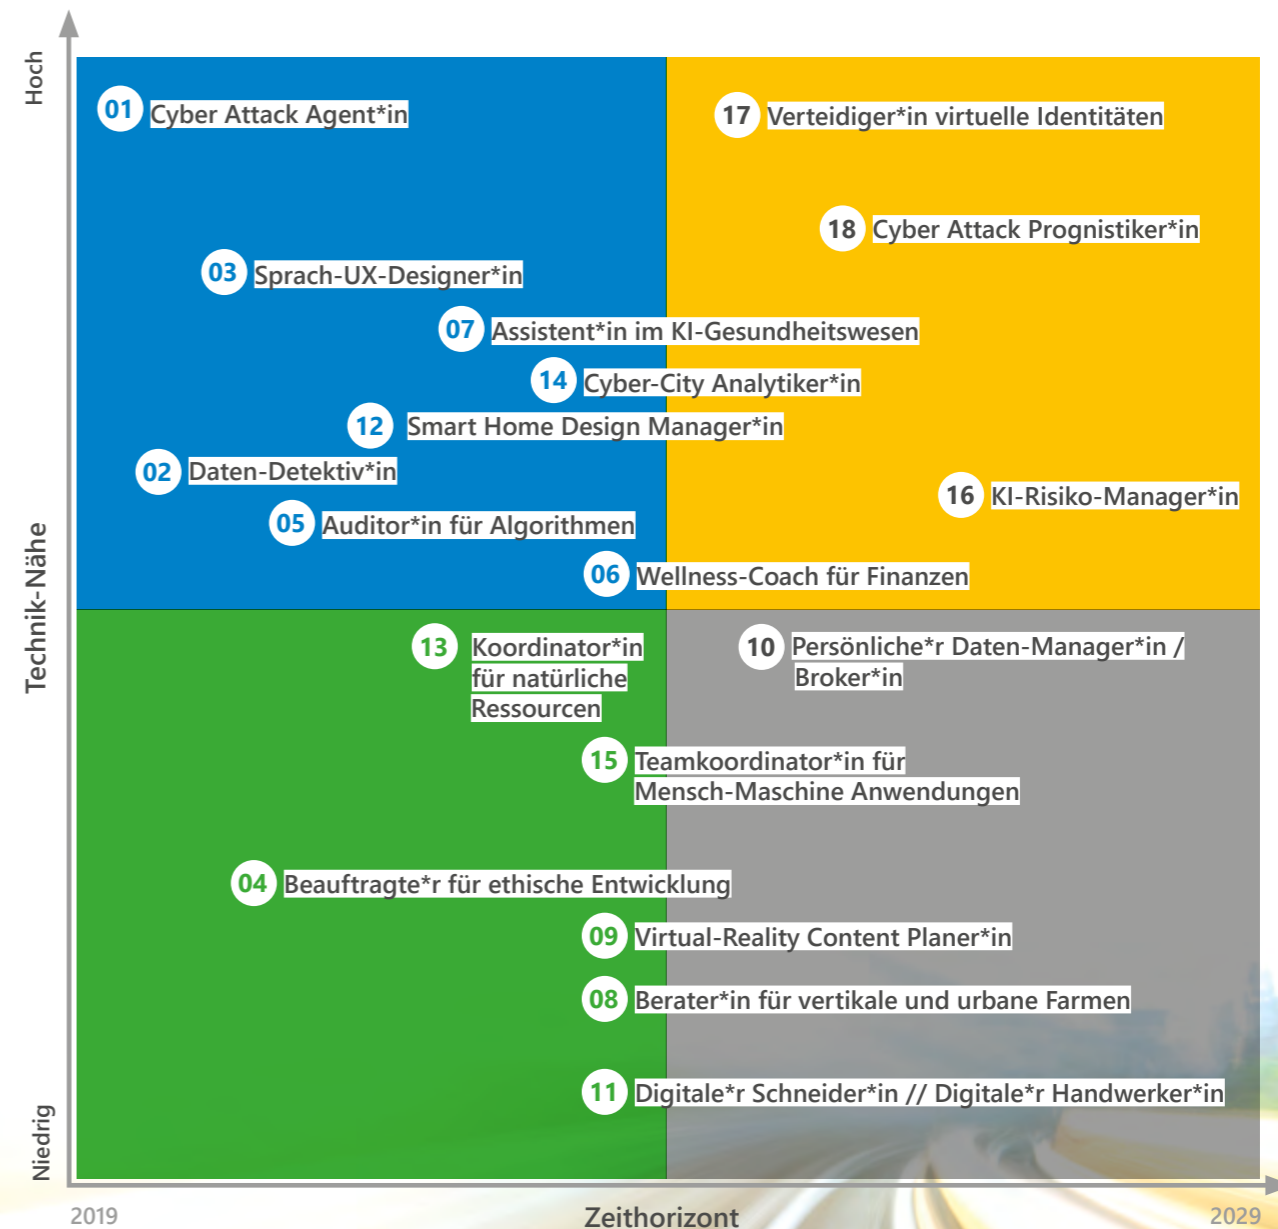 Hoch
01 Cyber Attack Agent*in
17 Verteidiger*in virtuelle Identitäten
18 Cyber Attack Prognistiker*in
03 Sprach-UX-Designer*in
07 Assistent*in im KI-Gesundheitswesen
14 Cyber-City Analytiker*in
12 Smart Home Design Manager*in
02 Daten-Detektiv*in
16 KI-Risiko-Manager*in
05 Auditor*in für Algorithmen
06 Wellness-Coach für Finanzen
Technik-Nähe
13 Koordinator*in
für natürliche
Ressourcen
10 Persönliche*r Daten-Manager*in /
Broker*in
15 Teamkoordinator*in für
Mensch-Maschine Anwendungen
04 Beauftragte*r für ethische Entwicklung
09 Virtual-Reality Content Planer*in
08 Berater*in für vertikale und urbane Farmen
11 Digitale*r Schneider*in // Digitale*r Handwerker*in
Niedrig
2019
Zeithorizont
2029